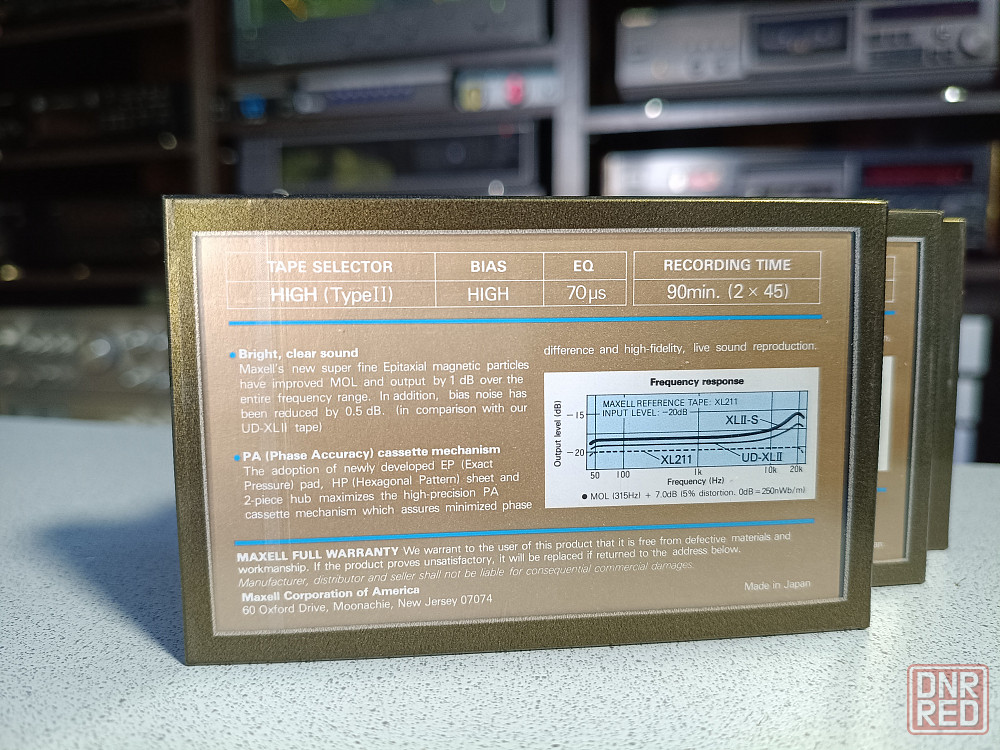 TAPE SELECTOR BIAS EQ RECORDING TIME
HIGH (Type II) HIGH 70μs 90min. (2 × 45)
• Bright, clear sound
Maxell's new super fine Epitaxial magnetic particles
have improved MOL and output by 1 dB over the
entire frequency range. In addition, bias noise has
been reduced by 0.5 dB. (in comparison with our
UD-XLII tape)
• PA (Phase Accuracy) cassette mechanism
The adoption of newly developed EP (Exact
Pressure) pad, HP (Hexagonal Pattern) sheet and
2-piece hub maximizes the high-precision PA
cassette mechanism which assures minimized phase
difference and high-fidelity, live sound reproduction.
Frequency response
Output level (dB)
MAXELL REFERENCE TAPE: XL211
INPUT LEVEL: −20dB
−15
−20
XLII-S
XL211
UD-XLII
50 100 1k 10k 20k
Frequency (Hz)
● MOL (315Hz) + 7.0dB (5% distortion. 0dB = 250nWb/m)
MAXELL FULL WARRANTY We warrant to the user of this product that it is free from defective materials and
workmanship. If the product proves unsatisfactory, it will be replaced if returned to the address below.
Manufacturer, distributor and seller shall not be liable for consequential commercial damages.
Maxell Corporation of America
60 Oxford Drive, Moonachie, New Jersey 07074
Made in Japan
DNR
RED